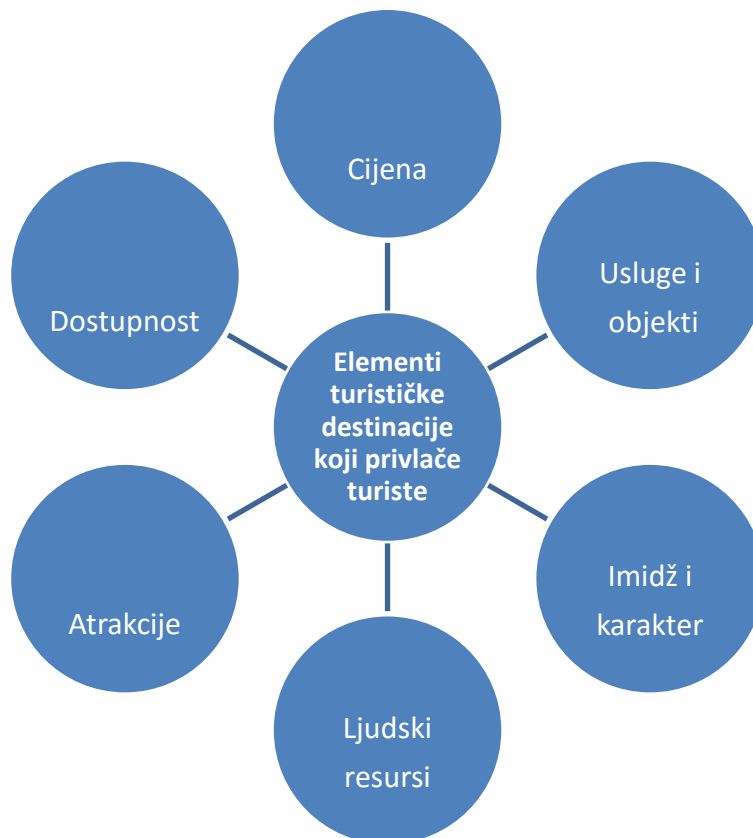 Cijena
Usluge i
objekti
Dostupnost
Elementi
turističke
destinacije
koji privlače
turiste
Imidž i
karakter
Atrakcije
Ljudski
resursi